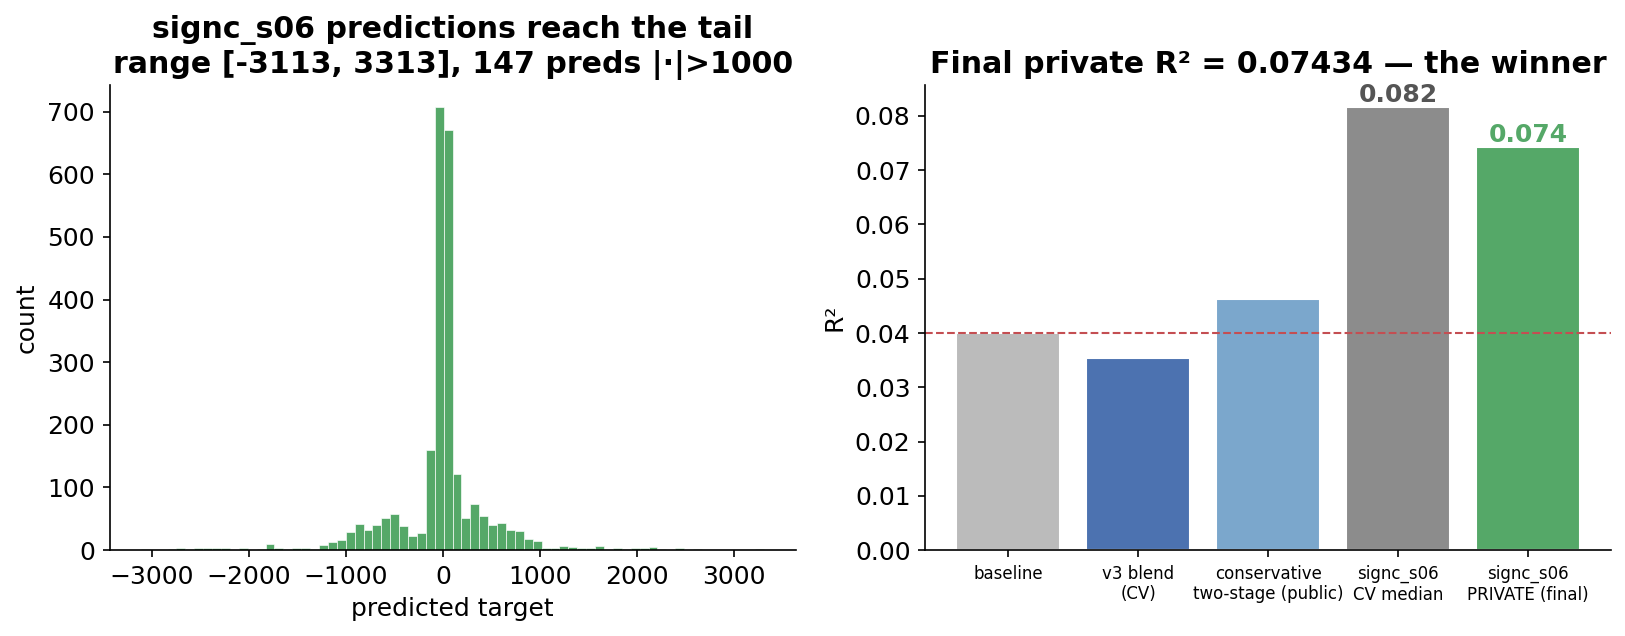 signc_s06 predictions reach the tail
range [-3113, 3313], 147 preds |·|>1000
count
700
600
500
400
300
200
100
0
−3000
−2000
−1000
0
1000
2000
3000
predicted target
Final private R² = 0.07434 — the winner
R²
0.08
0.07
0.06
0.05
0.04
0.03
0.02
0.01
0.00
0.082
0.074
baseline
v3 blend
(CV)
conservative
two-stage (public)
signc_s06
CV median
signc_s06
PRIVATE (final)